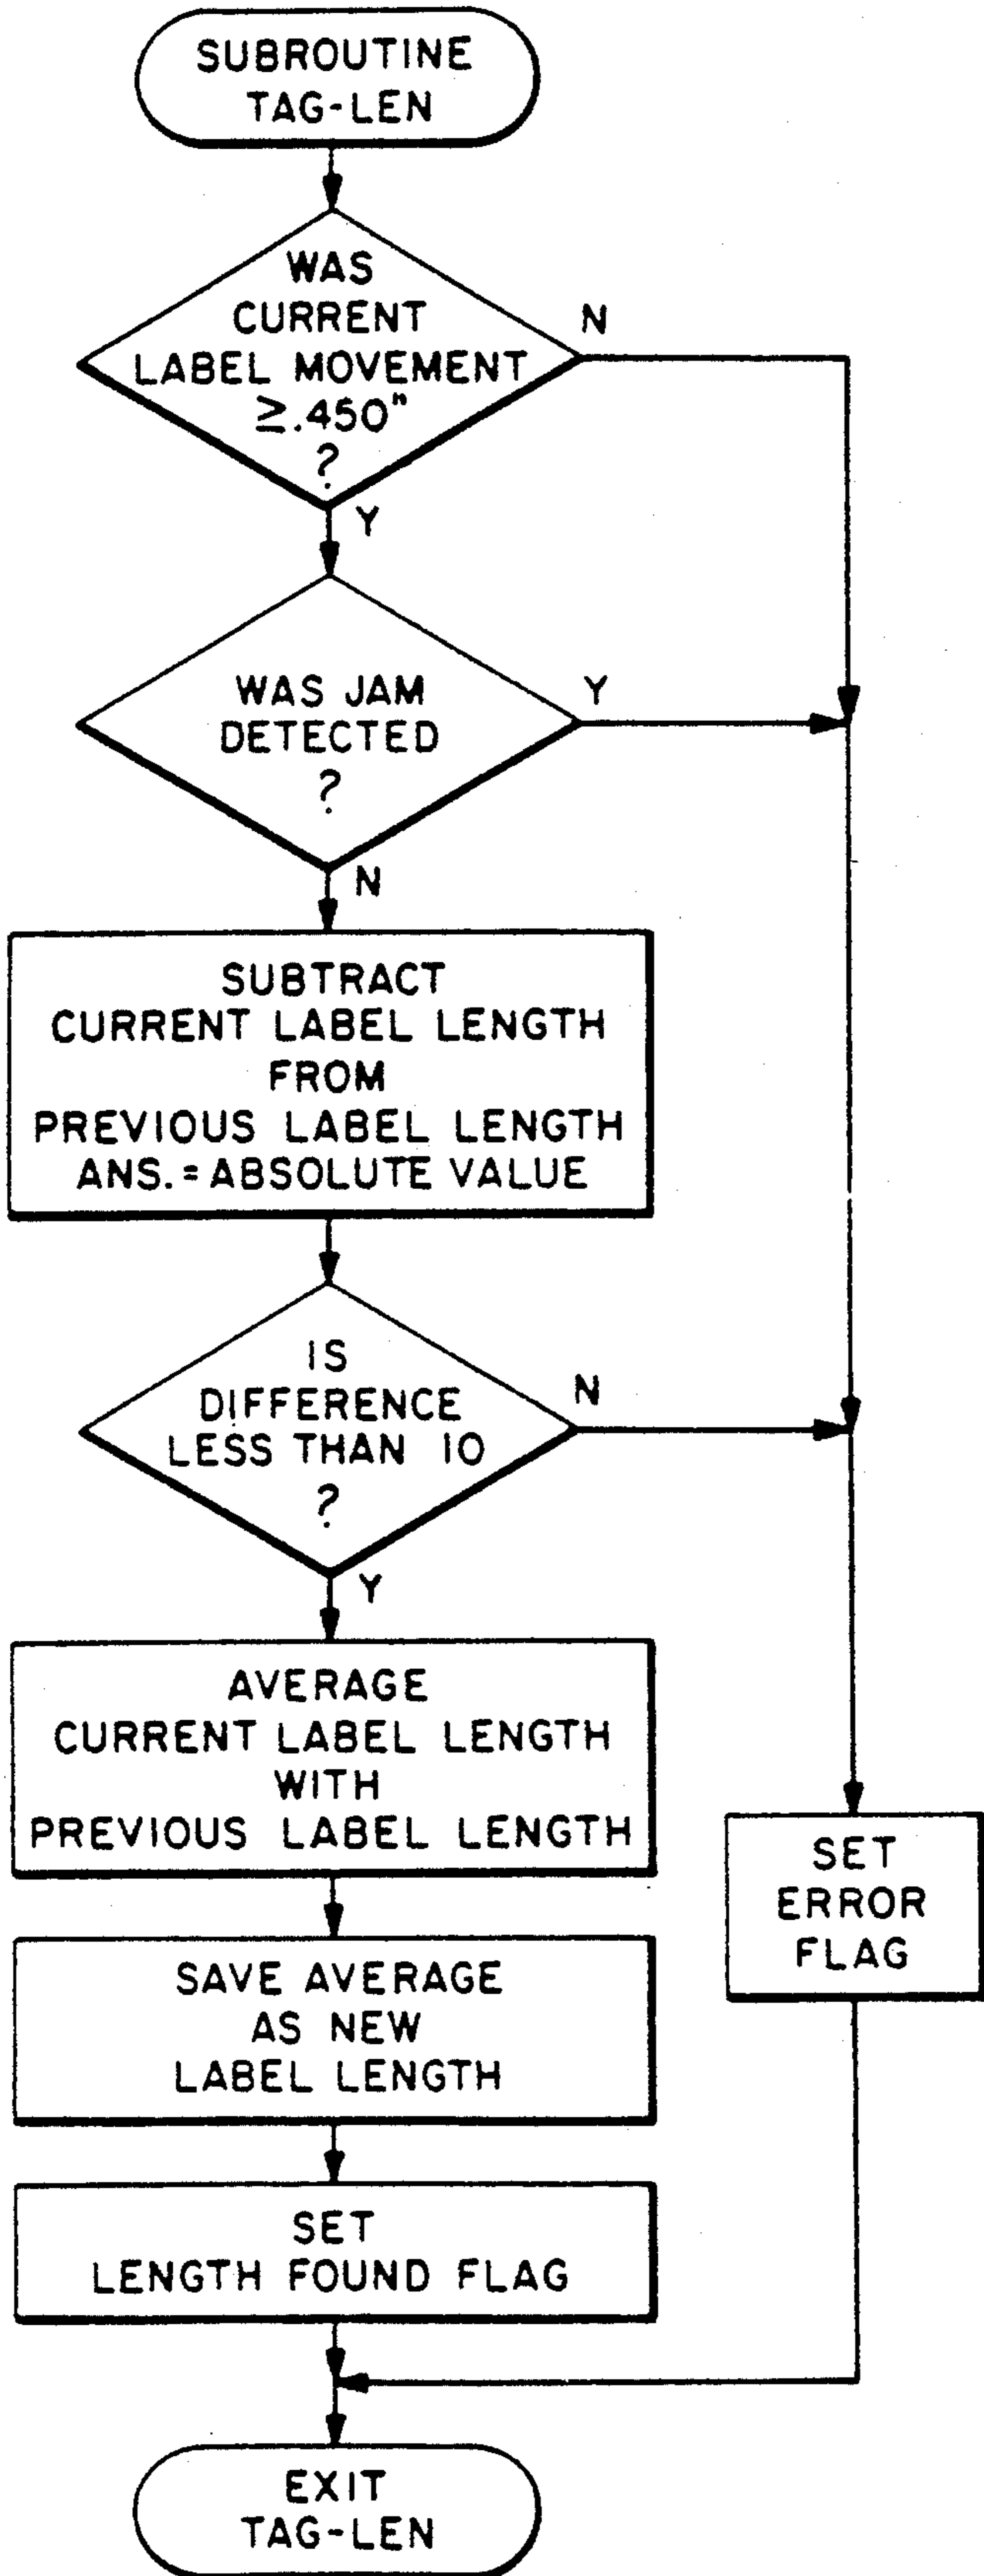 SUBROUTINE
TAG-LEN
WAS
CURRENT
LABEL MOVEMENT
≥.450"
?
N
Y
WAS JAM
DETECTED
?
Y
N
SUBTRACT
CURRENT LABEL LENGTH
FROM
PREVIOUS LABEL LENGTH
ANS.=ABSOLUTE VALUE
IS
DIFFERENCE
LESS THAN 10
?
N
Y
AVERAGE
CURRENT LABEL LENGTH
WITH
PREVIOUS LABEL LENGTH
SET
ERROR
FLAG
SAVE AVERAGE
AS NEW
LABEL LENGTH
SET
LENGTH FOUND FLAG
EXIT
TAG-LEN